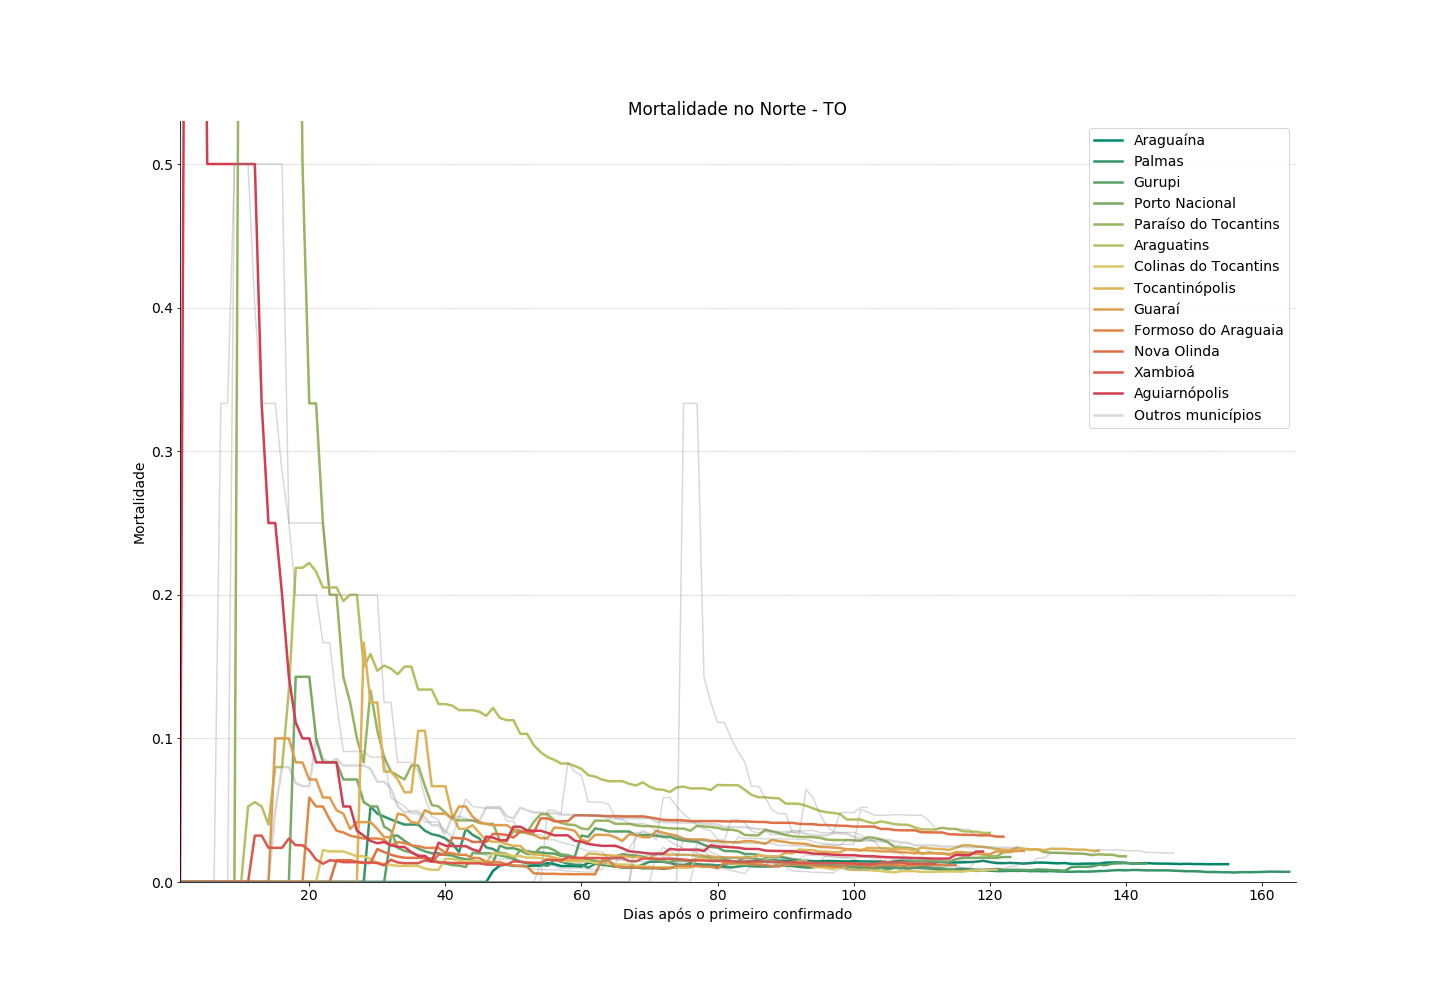 Mortalidade no Norte - TO
0.5
0.4
0.3
0.2
0.1
0.0
Mortalidade
20
40
60
80
100
120
140
160
Dias após o primeiro confirmado
Araguaína
Palmas
Gurupi
Porto Nacional
Paraíso do Tocantins
Araguatins
Colinas do Tocantins
Tocantinópolis
Guaraí
Formoso do Araguaia
Nova Olinda
Xambioá
Aguiarnópolis
Outros municípios